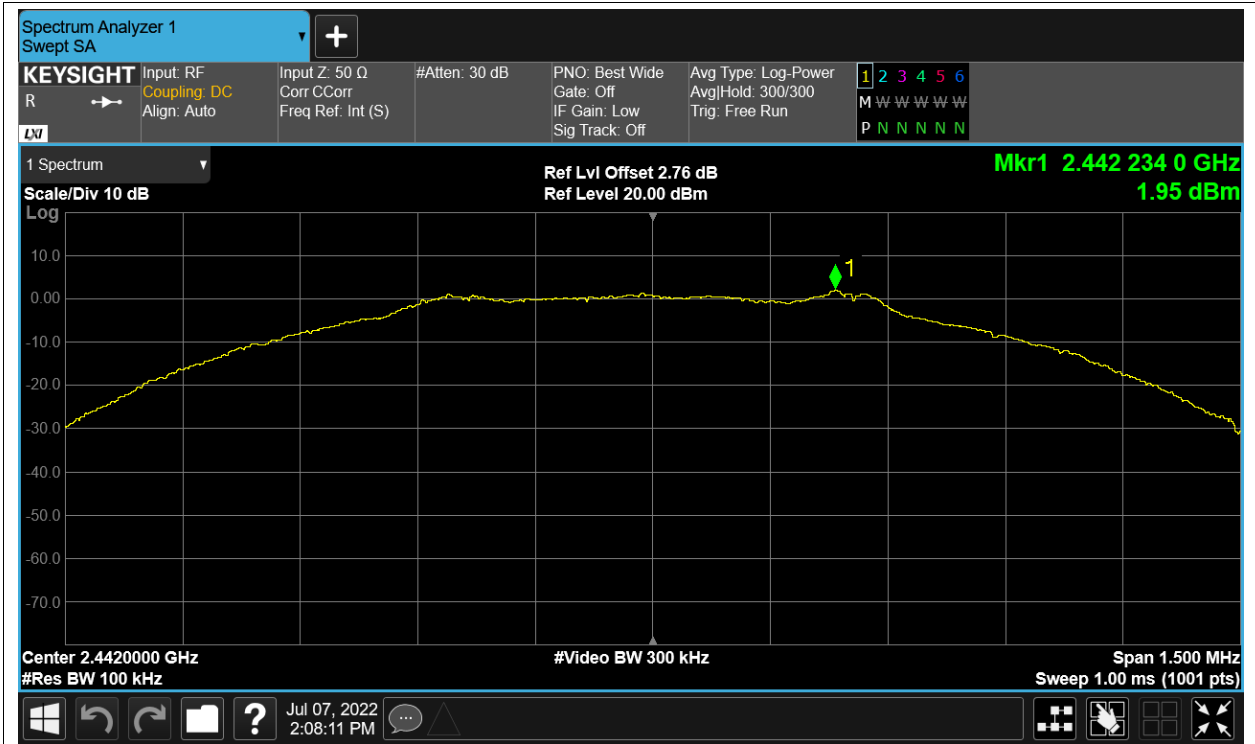 Spectrum Analyzer 1
Swept SA
KEYSIGHT
R
LXI
Input: RF
Coupling: DC
Align: Auto
Input Z: 50 Ω
Corr CCorr
Freq Ref: Int (S)
#Atten: 30 dB
PNO: Best Wide
Gate: Off
IF Gain: Low
Sig Track: Off
Avg Type: Log-Power
Avg|Hold: 300/300
Trig: Free Run
1 2 3 4 5 6
M W W W W W
P N N N N N
1 Spectrum
Scale/Div 10 dB
Log
Ref Lvl Offset 2.76 dB
Ref Level 20.00 dBm
Mkr1 2.442 234 0 GHz
1.95 dBm
1
10.0
0.00
-10.0
-20.0
-30.0
-40.0
-50.0
-60.0
-70.0
Center 2.4420000 GHz
#Res BW 100 kHz
#Video BW 300 kHz
Span 1.500 MHz
Sweep 1.00 ms (1001 pts)
?
Jul 07, 2022
2:08:11 PM